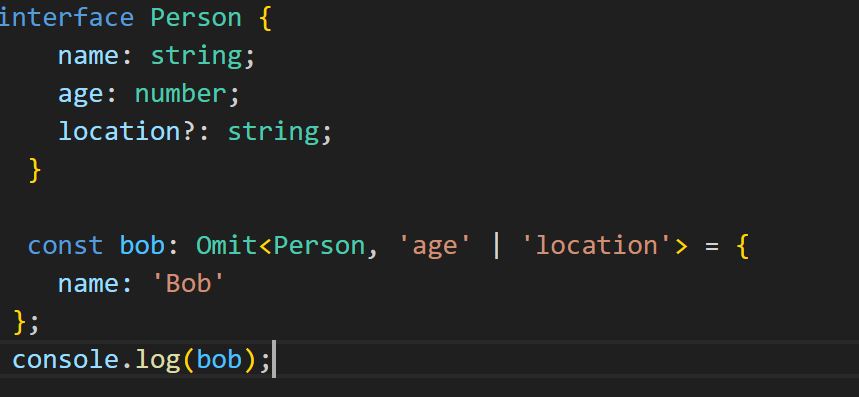 interface Person {
    name: string;
    age: number;
    location?: string;
  }

  const bob: Omit<Person, 'age' | 'location'> = {
    name: 'Bob'
 };
 console.log(bob);